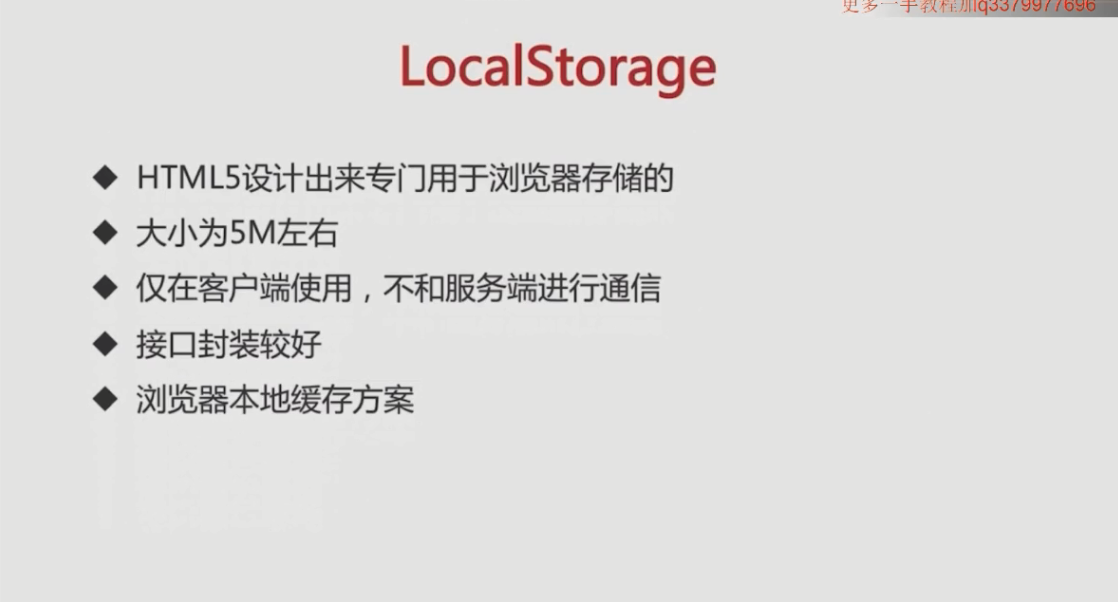 更多一手教程加q3379977696
LocalStorage
◆ HTML5设计出来专门用于浏览器存储的
◆ 大小为5M左右
◆ 仅在客户端使用，不和服务端进行通信
◆ 接口封装较好
◆ 浏览器本地缓存方案